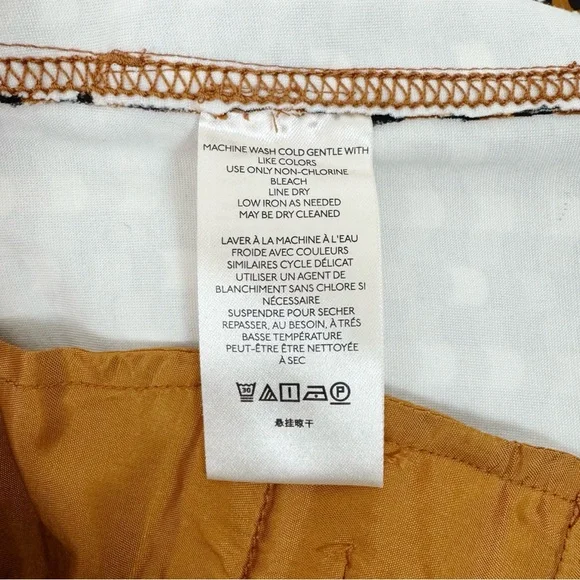 MACHINE WASH COLD GENTLE WITH
LIKE COLORS
USE ONLY NON-CHLORINE
BLEACH
LINE DRY
LOW IRON AS NEEDED
MAY BE DRY CLEANED
LAVER À LA MACHINE À L'EAU
FROIDE AVEC COULEURS
SIMILAIRES CYCLE DÉLICAT
UTILISER UN AGENT DE
BLANCHIMENT SANS CHLORE SI
NÉCESSAIRE
SUSPENDRE POUR SECHER
REPASSER, AU BESOIN, À TRÉS
BASSE TEMPÉRATURE
PEUT-ÊTRE ÊTRE NETTOYÉE
À SEC
30 P
悬挂晾干